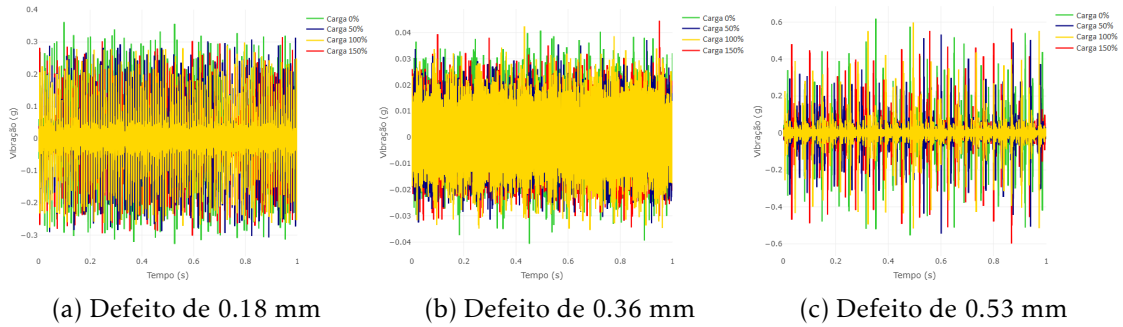 0.4
0.3
0.2
0.1
0
−0.1
−0.2
−0.3
Vibração (g)
0
0.2
0.4
0.6
0.8
1
Tempo (s)
Carga 0%
Carga 50%
Carga 100%
Carga 150%
(a) Defeito de 0.18 mm
0.04
0.03
0.02
0.01
0
−0.01
−0.02
−0.03
−0.04
Vibração (g)
0
0.2
0.4
0.6
0.8
1
Tempo (s)
Carga 0%
Carga 50%
Carga 100%
Carga 150%
(b) Defeito de 0.36 mm
0.6
0.4
0.2
0
−0.2
−0.4
−0.6
Vibração (g)
0
0.2
0.4
0.6
0.8
1
Tempo (s)
Carga 0%
Carga 50%
Carga 100%
Carga 150%
(c) Defeito de 0.53 mm